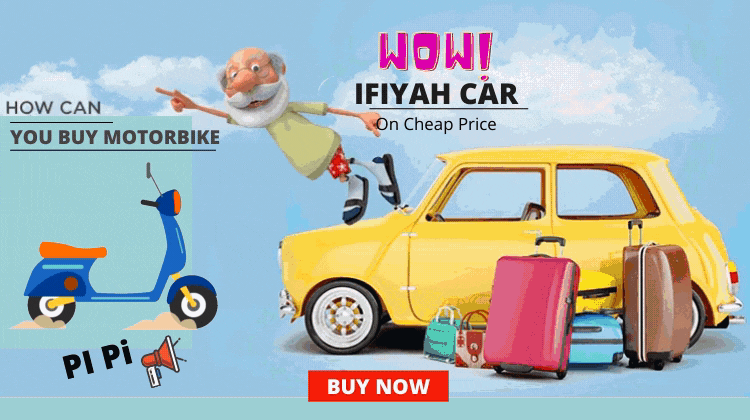 WOW!
IFIYAH CAR
On Cheap Price
HOW CAN
YOU BUY MOTORBIKE
PI Pi
BUY NOW